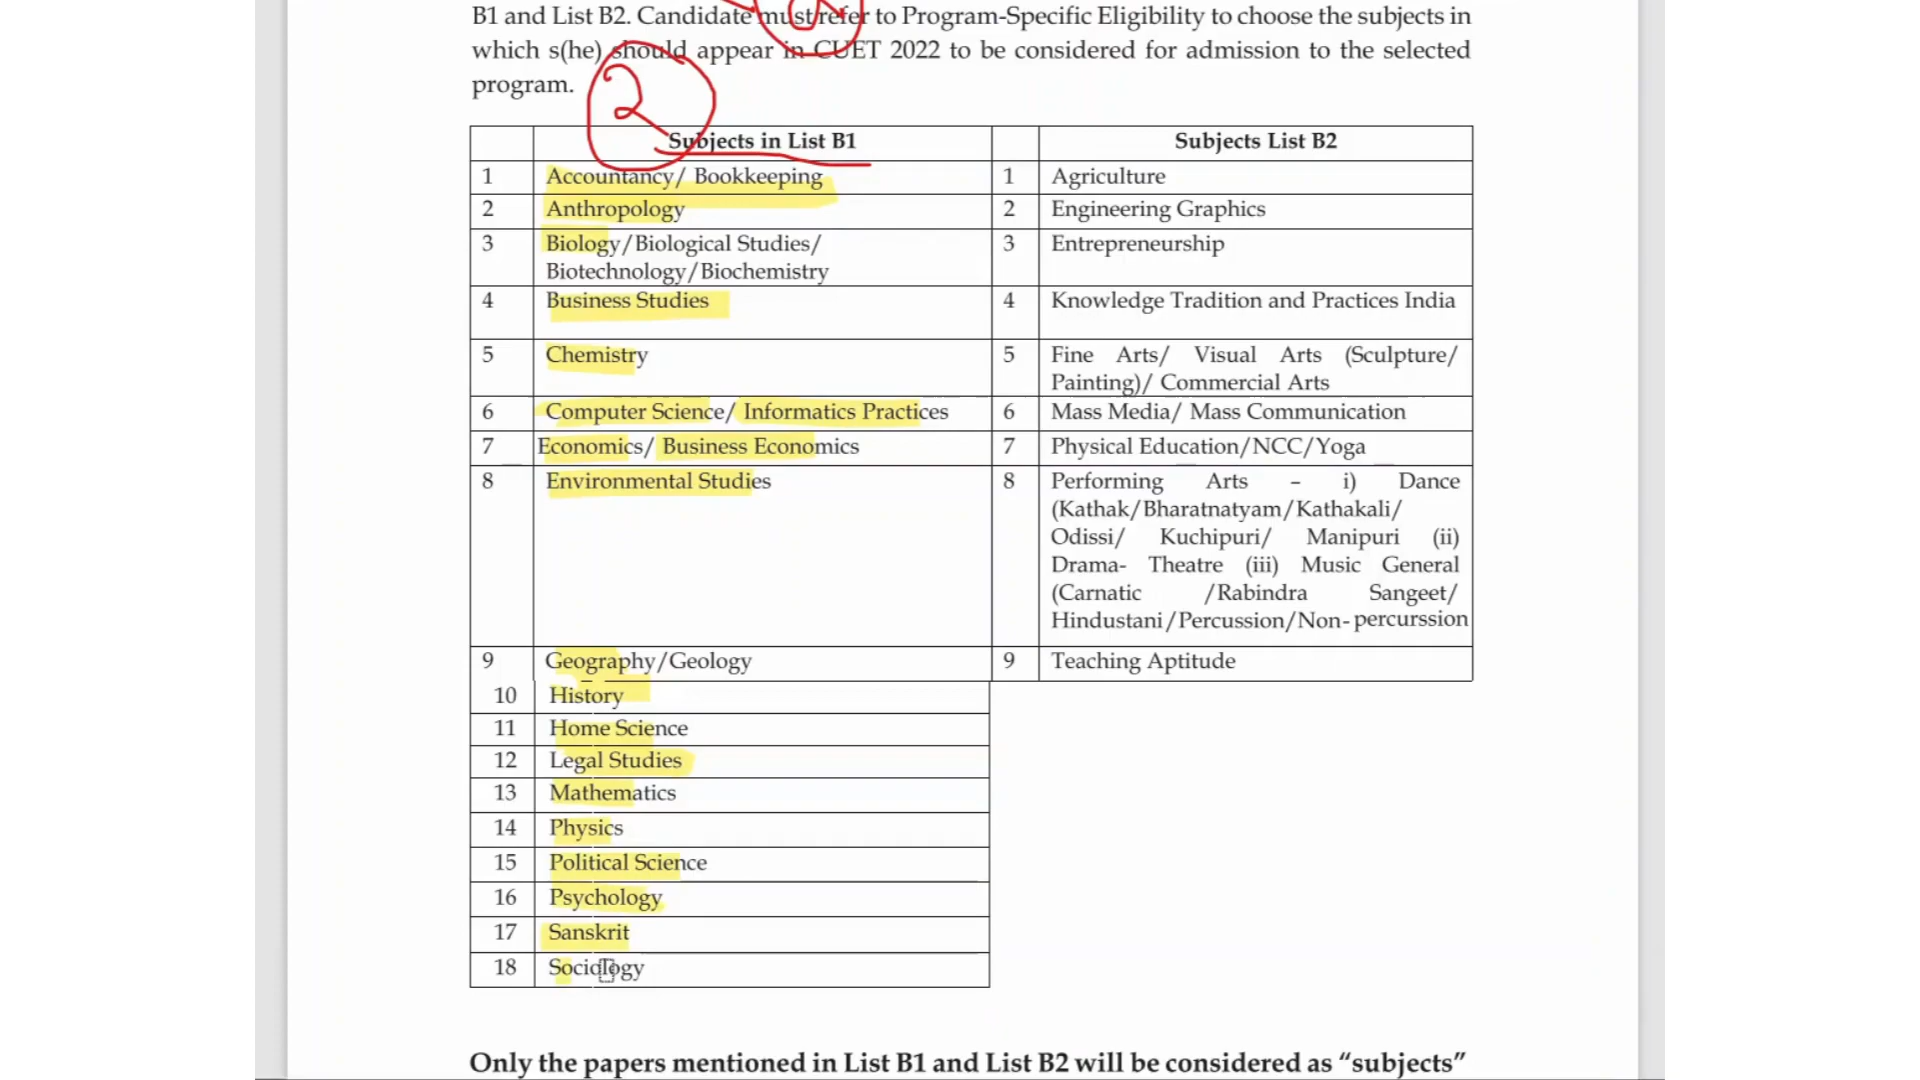 B1 and List B2. Candidate must refer to Program-Specific Eligibility to choose the subjects in
which s(he) should appear in CUET 2022 to be considered for admission to the selected
program.
2
Subjects in List B1 Subjects List B2
1 Accountancy/ Bookkeeping 1 Agriculture
2 Anthropology 2 Engineering Graphics
3 Biology/Biological Studies/ 3 Entrepreneurship
Biotechnology/Biochemistry
4 Business Studies 4 Knowledge Tradition and Practices India
5 Chemistry 5 Fine Arts/ Visual Arts (Sculpture/
Painting)/ Commercial Arts
6 Computer Science/ Informatics Practices 6 Mass Media/ Mass Communication
7 Economics/ Business Economics 7 Physical Education/NCC/Yoga
8 Environmental Studies 8 Performing Arts – i) Dance
(Kathak/Bharatnatyam/Kathakali/
Odissi/ Kuchipuri/ Manipuri (ii)
Drama- Theatre (iii) Music General
(Carnatic /Rabindra Sangeet/
Hindustani/Percussion/Non-percurssion
9 Geography/Geology 9 Teaching Aptitude
10 History
11 Home Science
12 Legal Studies
13 Mathematics
14 Physics
15 Political Science
16 Psychology
17 Sanskrit
18 Sociology
Only the papers mentioned in List B1 and List B2 will be considered as “subjects”